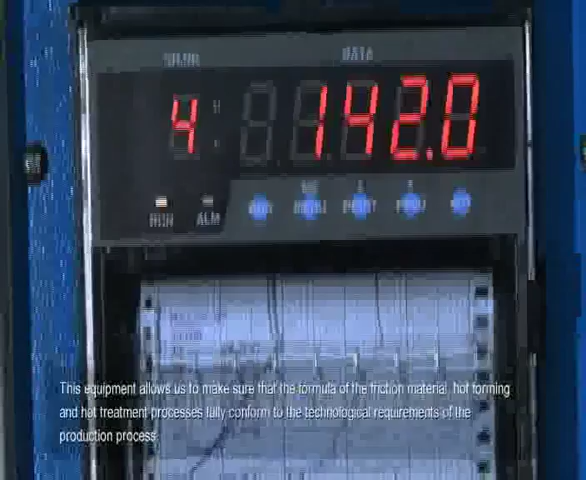 DATA
4 142.0
RUN ALM
This equipment allows us to make sure that the formula of the friction material, hot forming
and hot treatment processes fully conform to the technological requirements of the
production process